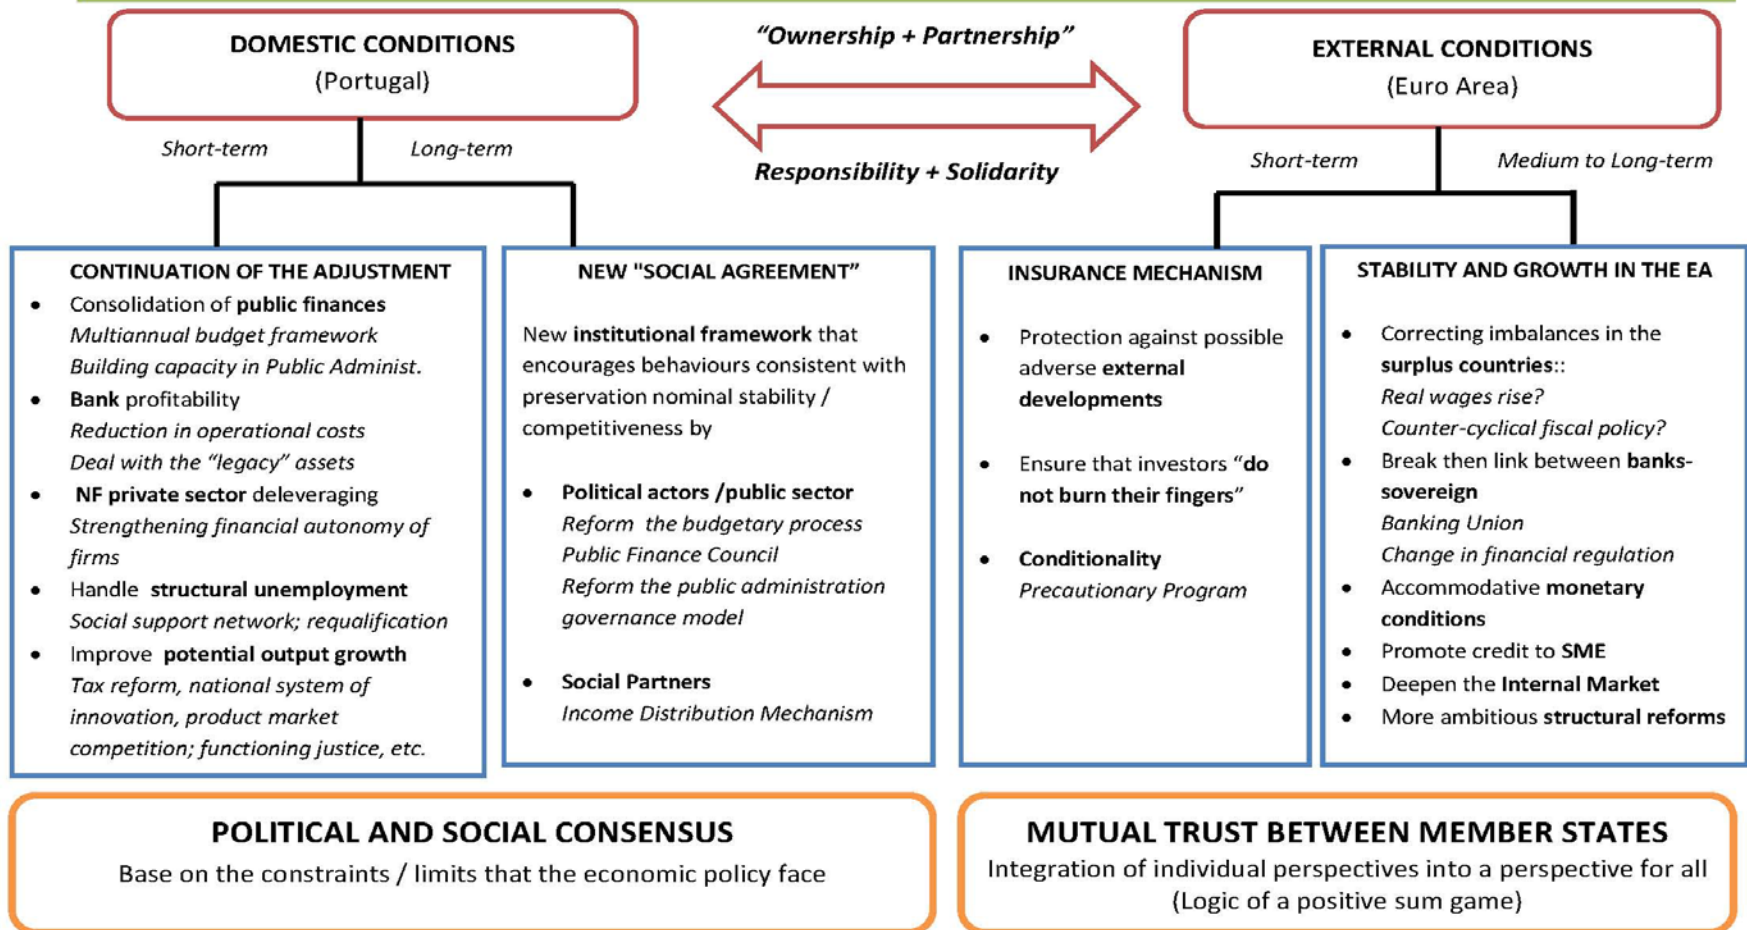 DOMESTIC CONDITIONS
(Portugal)
"Ownership + Partnership"
Responsibility + Solidarity
EXTERNAL CONDITIONS
(Euro Area)
Short-term
Long-term
Short-term
Medium to Long-term
CONTINUATION OF THE ADJUSTMENT
• Consolidation of public finances
Multiannual budget framework
Building capacity in Public Administ.
• Bank profitability
Reduction in operational costs
Deal with the “legacy” assets
• NF private sector deleveraging
Strengthening financial autonomy of
firms
• Handle structural unemployment
Social support network; requalification
• Improve potential output growth
Tax reform, national system of
innovation, product market
competition; functioning justice, etc.
NEW "SOCIAL AGREEMENT”
New institutional framework that
encourages behaviours consistent with
preservation nominal stability /
competitiveness by
• Political actors /public sector
Reform the budgetary process
Public Finance Council
Reform the public administration
governance model
• Social Partners
Income Distribution Mechanism
INSURANCE MECHANISM
• Protection against possible
adverse external
developments
• Ensure that investors “do
not burn their fingers”
• Conditionality
Precautionary Program
STABILITY AND GROWTH IN THE EA
• Correcting imbalances in the
surplus countries::
Real wages rise?
Counter-cyclical fiscal policy?
• Break then link between banks-
sovereign
Banking Union
Change in financial regulation
• Accommodative monetary
conditions
• Promote credit to SME
• Deepen the Internal Market
• More ambitious structural reforms
POLITICAL AND SOCIAL CONSENSUS
Base on the constraints / limits that the economic policy face
MUTUAL TRUST BETWEEN MEMBER STATES
Integration of individual perspectives into a perspective for all
(Logic of a positive sum game)